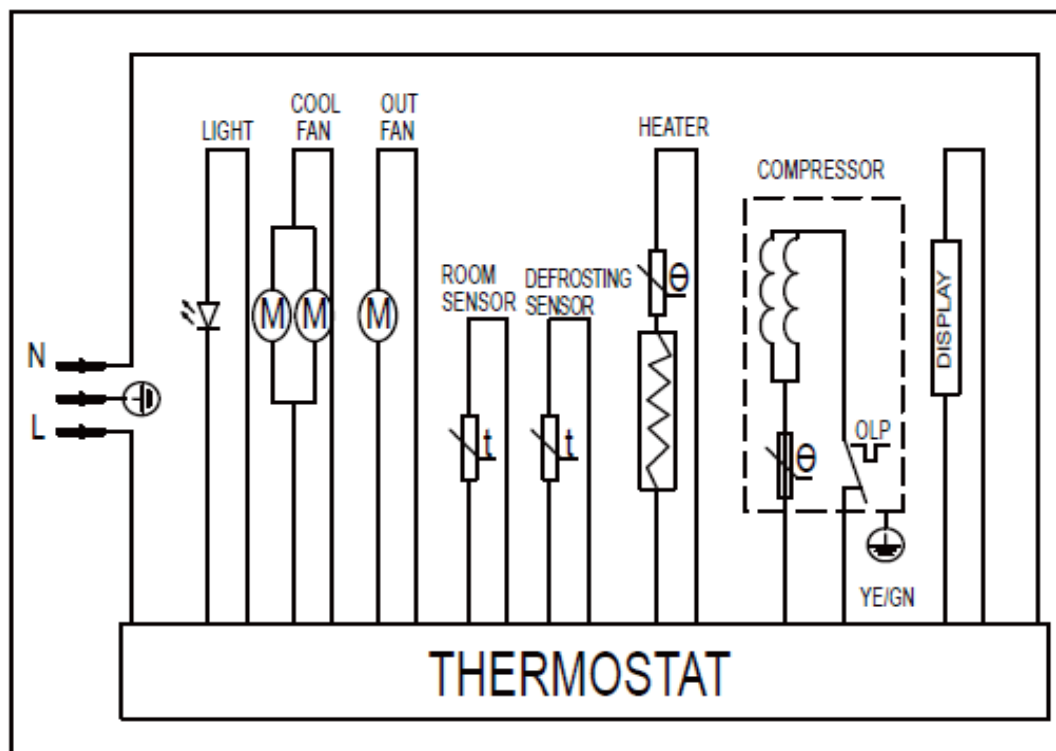 LIGHT
COOL
FAN
OUT
FAN
HEATER
COMPRESSOR
ROOM
SENSOR
DEFROSTING
SENSOR
θ
M
M
M
DISPLAY
N
L
t
t
θ
OLP
YE/GN
THERMOSTAT